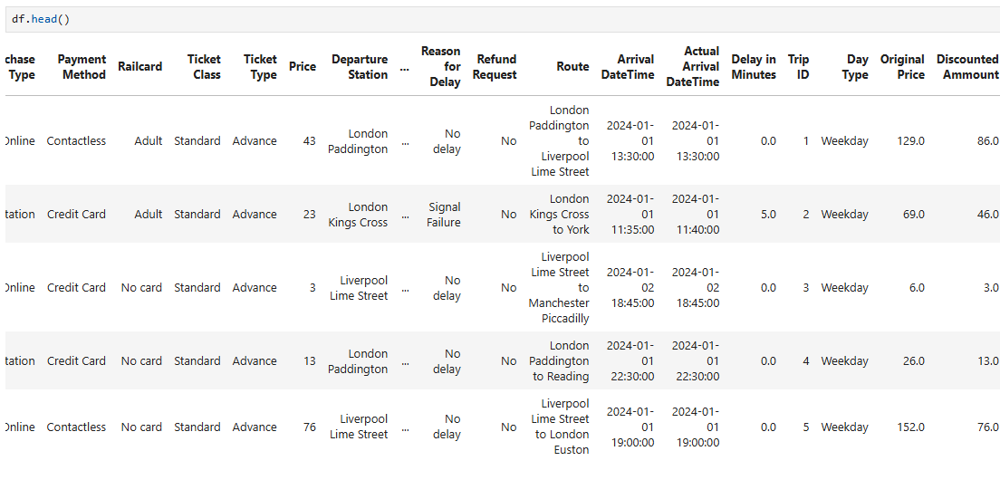 df.head()
Type Payment Method Railcard Ticket Class Ticket Type Price Departure Station ... Reason for Delay Refund Request Route Arrival DateTime Actual Arrival DateTime Delay in Minutes Trip ID Day Type Original Price Discounted Ammount
Contactless Adult Standard Advance 43 London Paddington ... No delay No London Paddington to Liverpool Lime Street 2024-01-01 13:30:00 2024-01-01 13:30:00 0.0 1 Weekday 129.0 86.0
Credit Card Adult Standard Advance 23 London Kings Cross ... Signal Failure No London Kings Cross to York 2024-01-01 11:35:00 2024-01-01 11:40:00 5.0 2 Weekday 69.0 46.0
Credit Card No card Standard Advance 3 Liverpool Lime Street ... No delay No Liverpool Lime Street to Manchester Piccadilly 2024-01-02 18:45:00 2024-01-02 18:45:00 0.0 3 Weekday 6.0 3.0
Credit Card No card Standard Advance 13 London Paddington ... No delay No London Paddington to Reading 2024-01-01 22:30:00 2024-01-01 22:30:00 0.0 4 Weekday 26.0 13.0
Contactless No card Standard Advance 76 Liverpool Lime Street ... No delay No Liverpool Lime Street to London Euston 2024-01-01 19:00:00 2024-01-01 19:00:00 0.0 5 Weekday 152.0 76.0